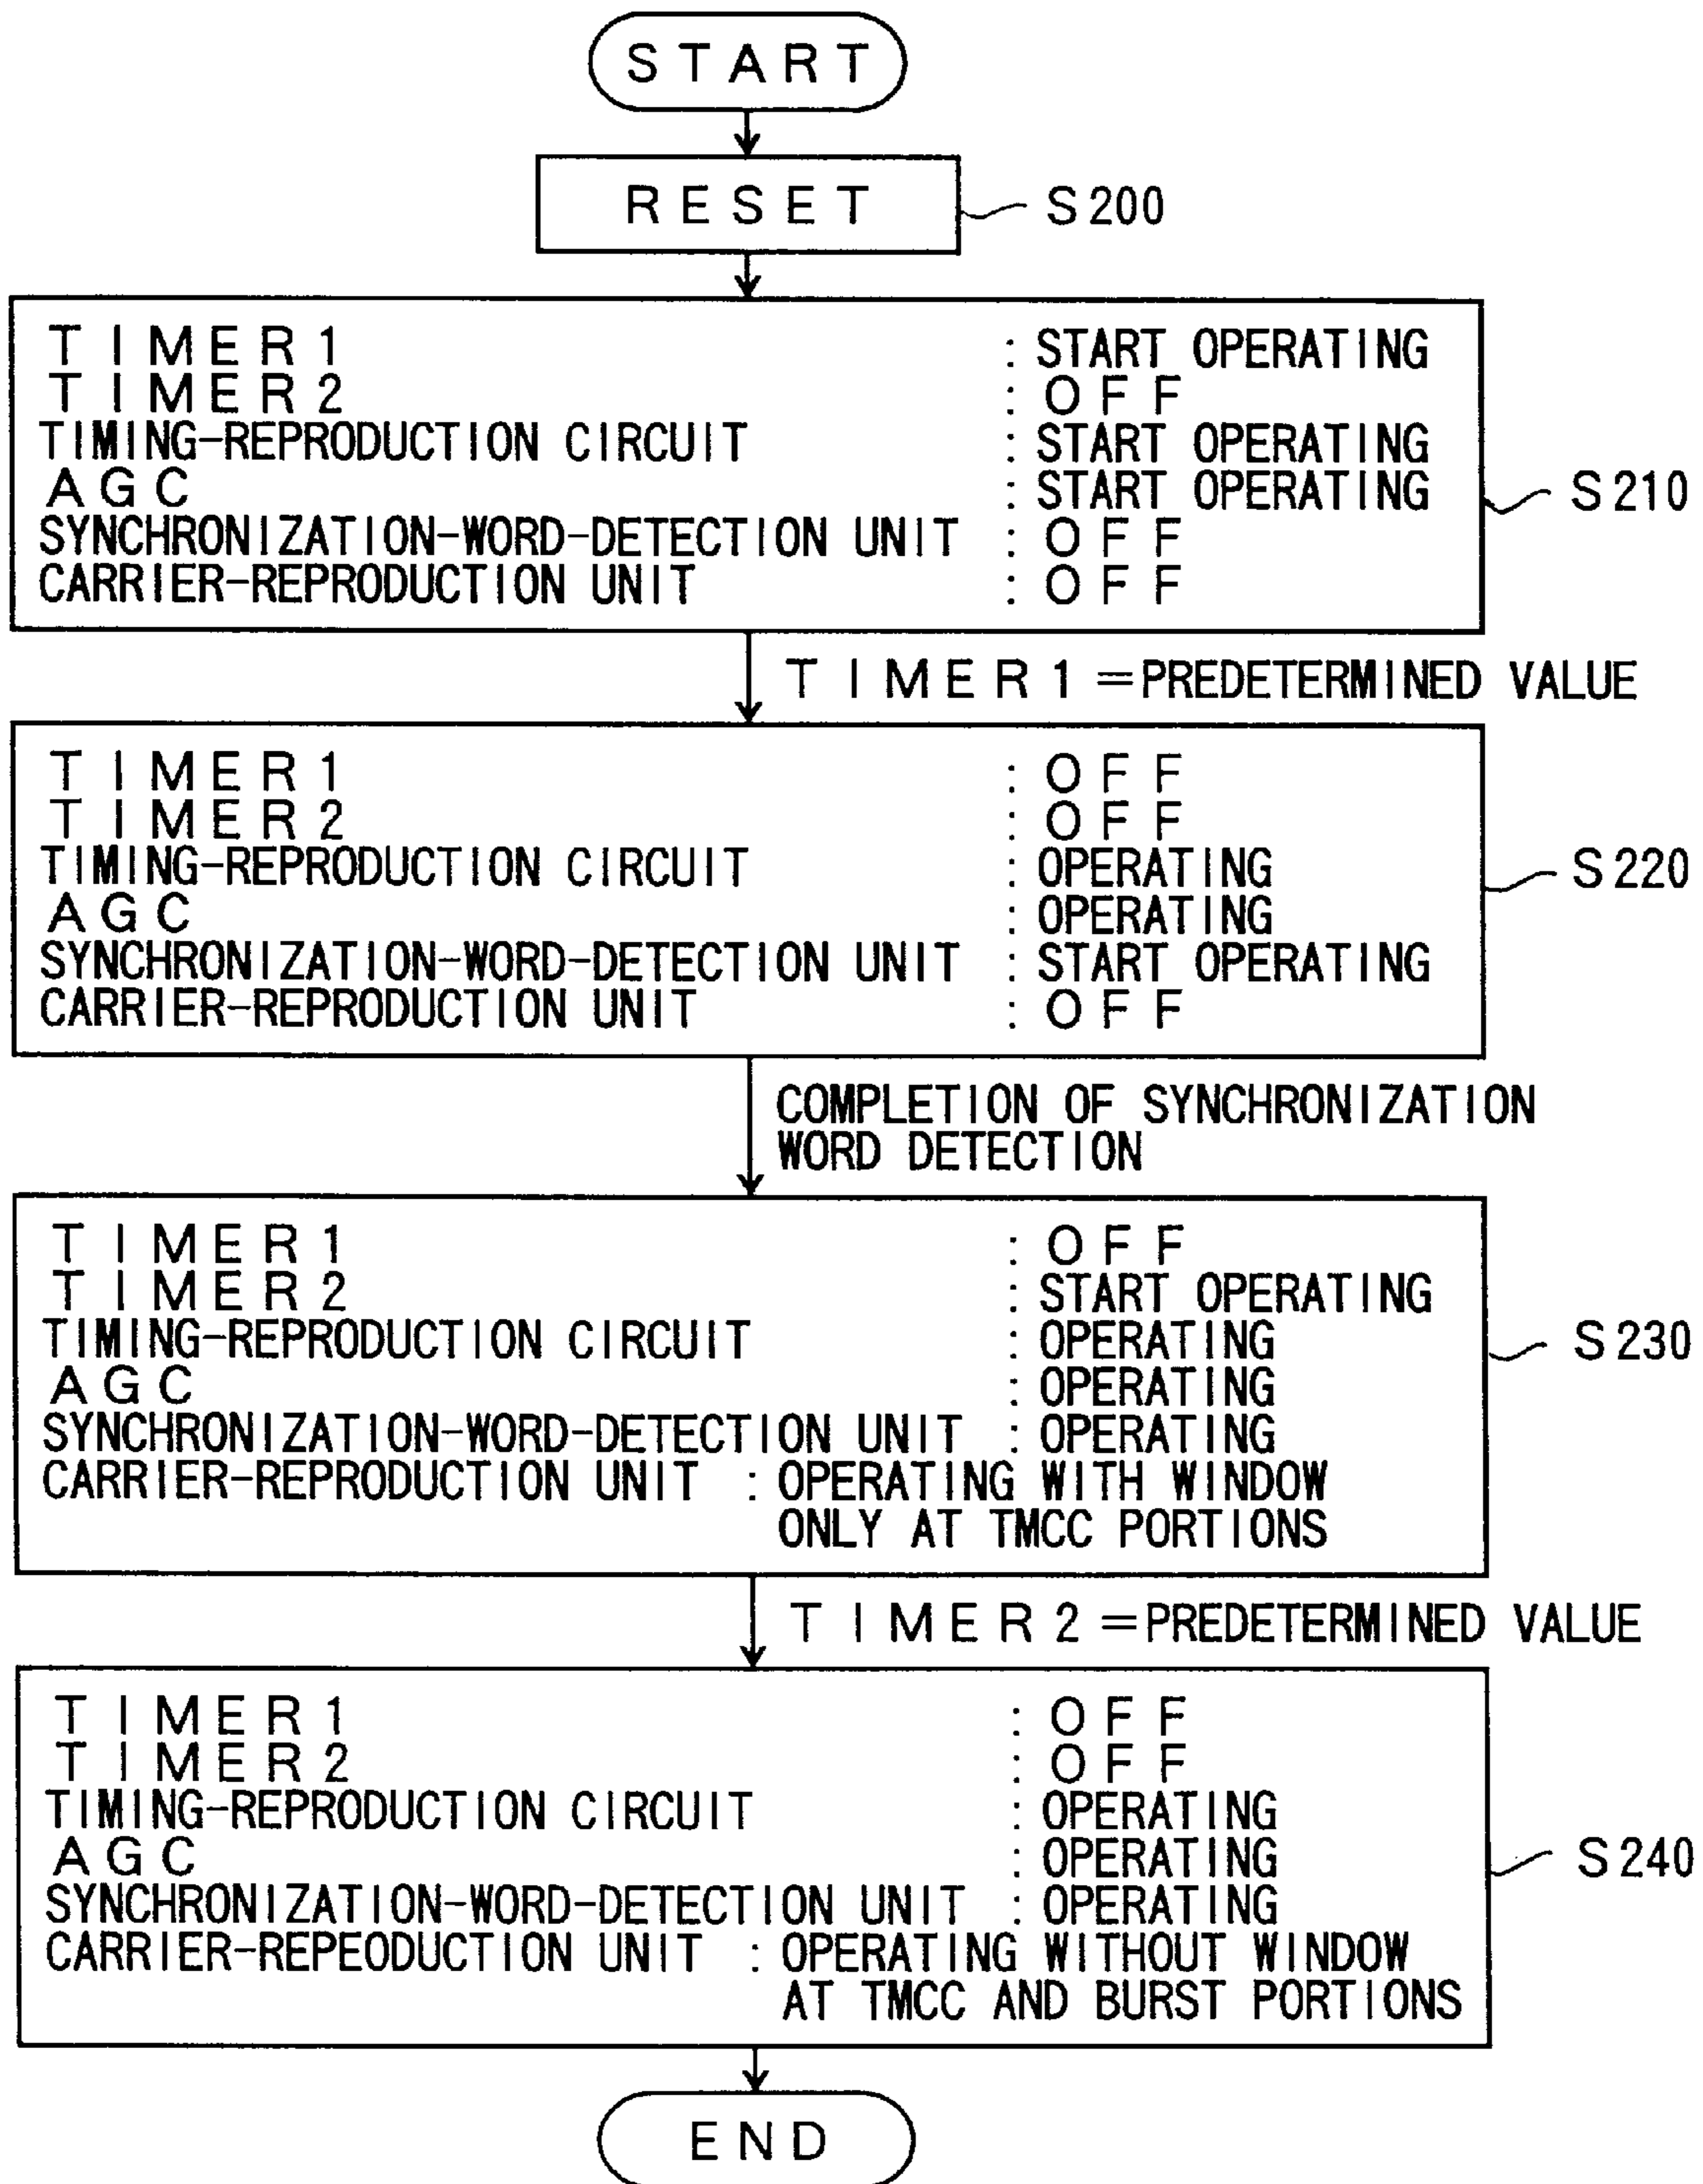 START
RESET
S200
TIMER1 : START OPERATING
TIMER2 : OFF
TIMING-REPRODUCTION CIRCUIT : START OPERATING
AGC : START OPERATING
SYNCHRONIZATION-WORD-DETECTION UNIT : OFF
CARRIER-REPRODUCTION UNIT : OFF
S210
TIMER1=PREDETERMINED VALUE
TIMER1 : OFF
TIMER2 : OFF
TIMING-REPRODUCTION CIRCUIT : OPERATING
AGC : OPERATING
SYNCHRONIZATION-WORD-DETECTION UNIT : START OPERATING
CARRIER-REPRODUCTION UNIT : OFF
S220
COMPLETION OF SYNCHRONIZATION
WORD DETECTION
TIMER1 : OFF
TIMER2 : START OPERATING
TIMING-REPRODUCTION CIRCUIT : OPERATING
AGC : OPERATING
SYNCHRONIZATION-WORD-DETECTION UNIT : OPERATING
CARRIER-REPRODUCTION UNIT : OPERATING WITH WINDOW
ONLY AT TMCC PORTIONS
S230
TIMER2=PREDETERMINED VALUE
TIMER1 : OFF
TIMER2 : OFF
TIMING-REPRODUCTION CIRCUIT : OPERATING
AGC : OPERATING
SYNCHRONIZATION-WORD-DETECTION UNIT : OPERATING
CARRIER-REPEODUCTION UNIT : OPERATING WITHOUT WINDOW
AT TMCC AND BURST PORTIONS
S240
END